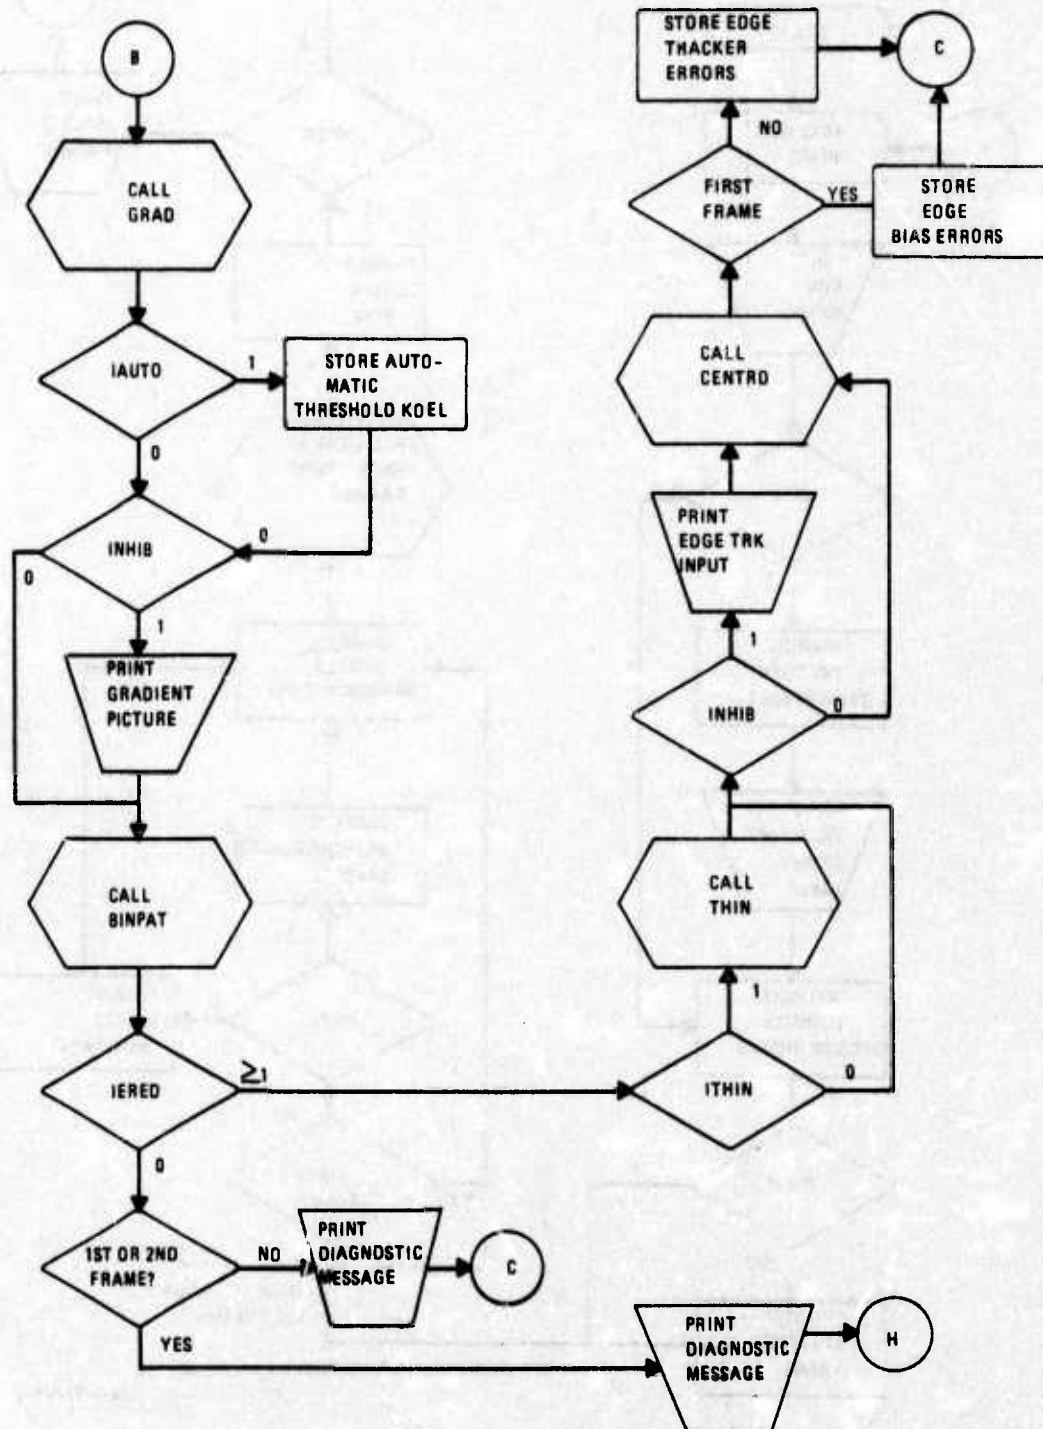 B
CALL
GRAD
IAUTO
1
STORE AUTO-
MATIC
THRESHOLD KOEL
0
INHIB
0
0
1
PRINT
GRADIENT
PICTURE
CALL
BINPAT
IERED
≥1
0
1ST OR 2ND
FRAME?
NO
PRINT
DIAGNOSTIC
MESSAGE
C
YES
PRINT
DIAGNOSTIC
MESSAGE
H
STORE EDGE
THACKER
ERRORS
C
NO
FIRST
FRAME
YES
STORE
EDGE
BIAS ERRORS
CALL
CENTRD
PRINT
EDGE TRK
INPUT
1
INHIB
0
CALL
THIN
1
ITHIN
0